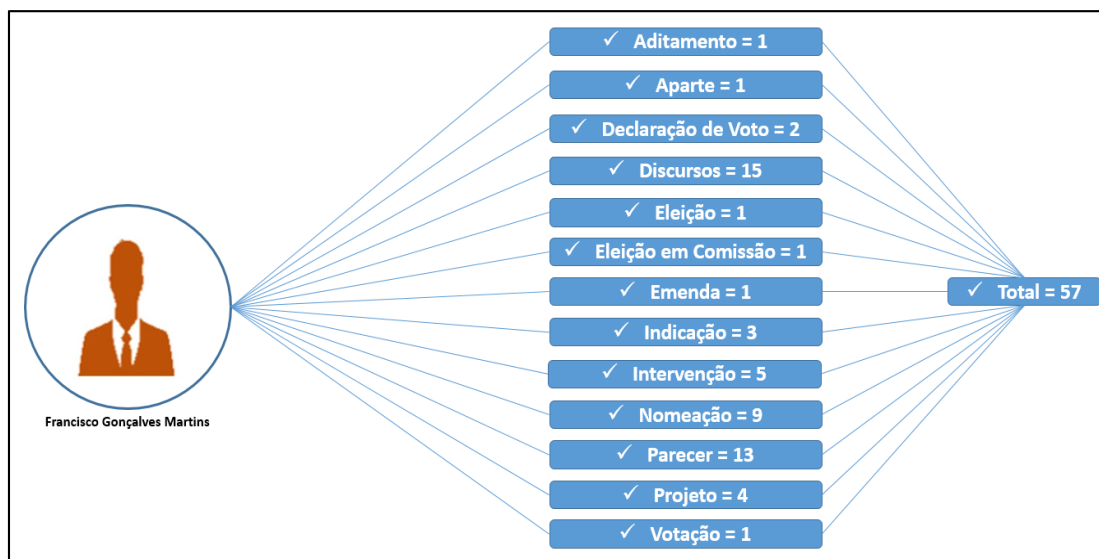 ✓ Aditamento = 1
✓ Aparte = 1
✓ Declaração de Voto = 2
✓ Discursos = 15
✓ Eleição = 1
✓ Eleição em Comissão = 1
✓ Emenda = 1
✓ Total = 57
✓ Indicação = 3
✓ Intervenção = 5
✓ Nomeação = 9
Francisco Gonçalves Martins
✓ Parecer = 13
✓ Projeto = 4
✓ Votação = 1